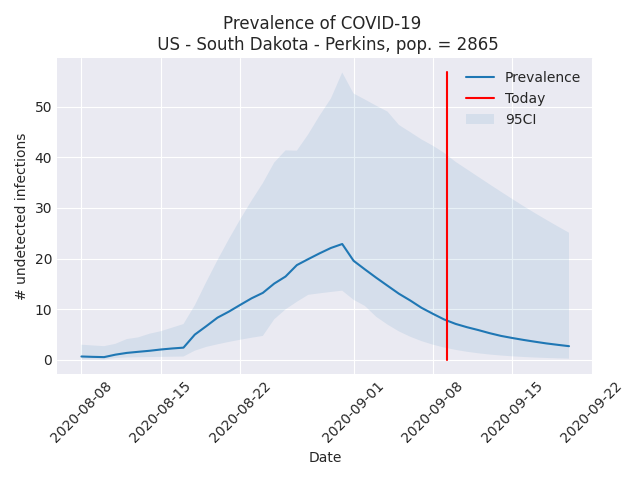 Prevalence of COVID-19
US - South Dakota - Perkins, pop. = 2865
Prevalence
Today
95CI
# undetected infections
50
40
30
20
10
0
2020-08-08
2020-08-15
2020-08-22
2020-09-01
2020-09-08
2020-09-15
2020-09-22
Date